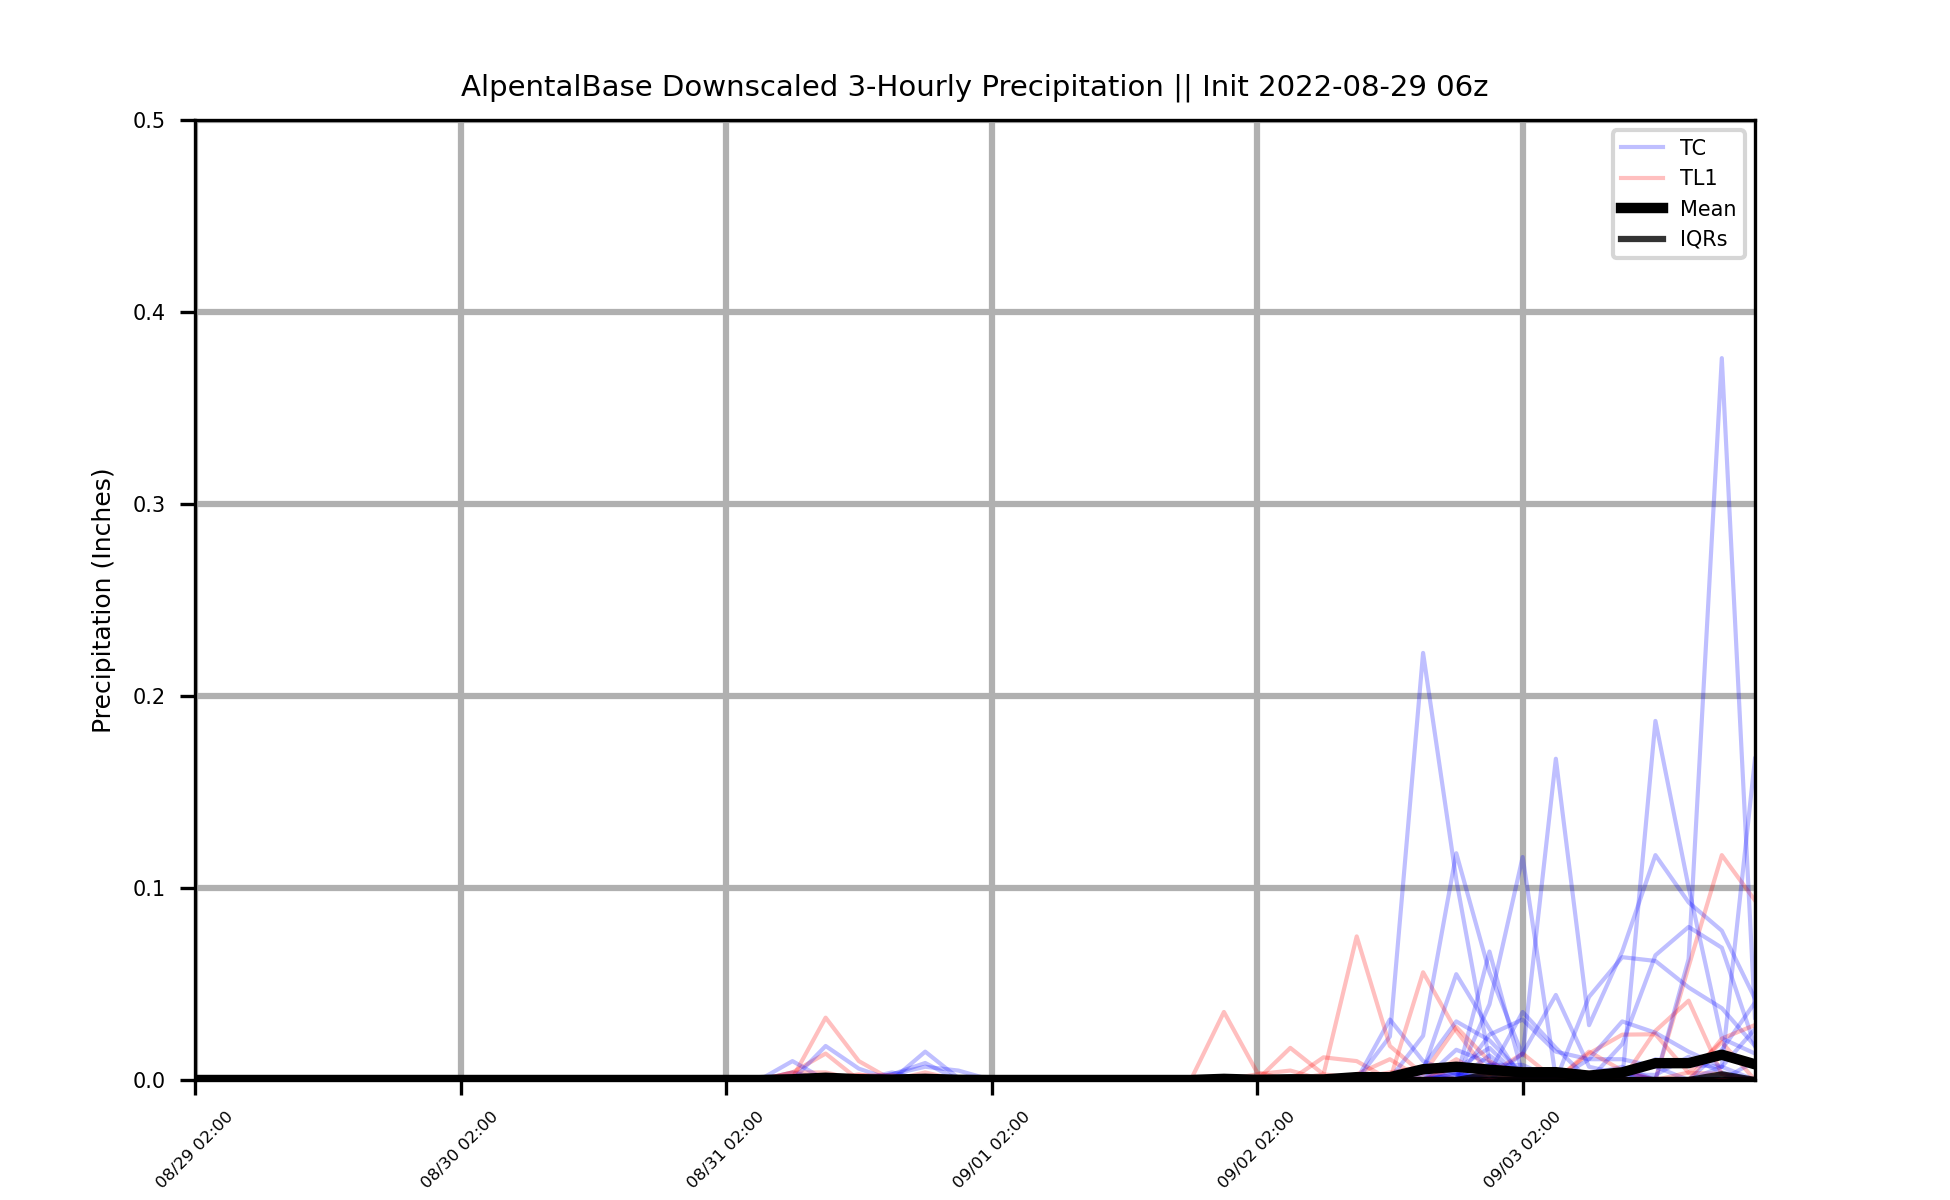 AlpentalBase Downscaled 3-Hourly Precipitation || Init 2022-08-29 06z
TC
TL1
Mean
IQRs
Precipitation (Inches)
0.5
0.4
0.3
0.2
0.1
0.0
08/29 02:00
08/30 02:00
08/31 02:00
09/01 02:00
09/02 02:00
09/03 02:00